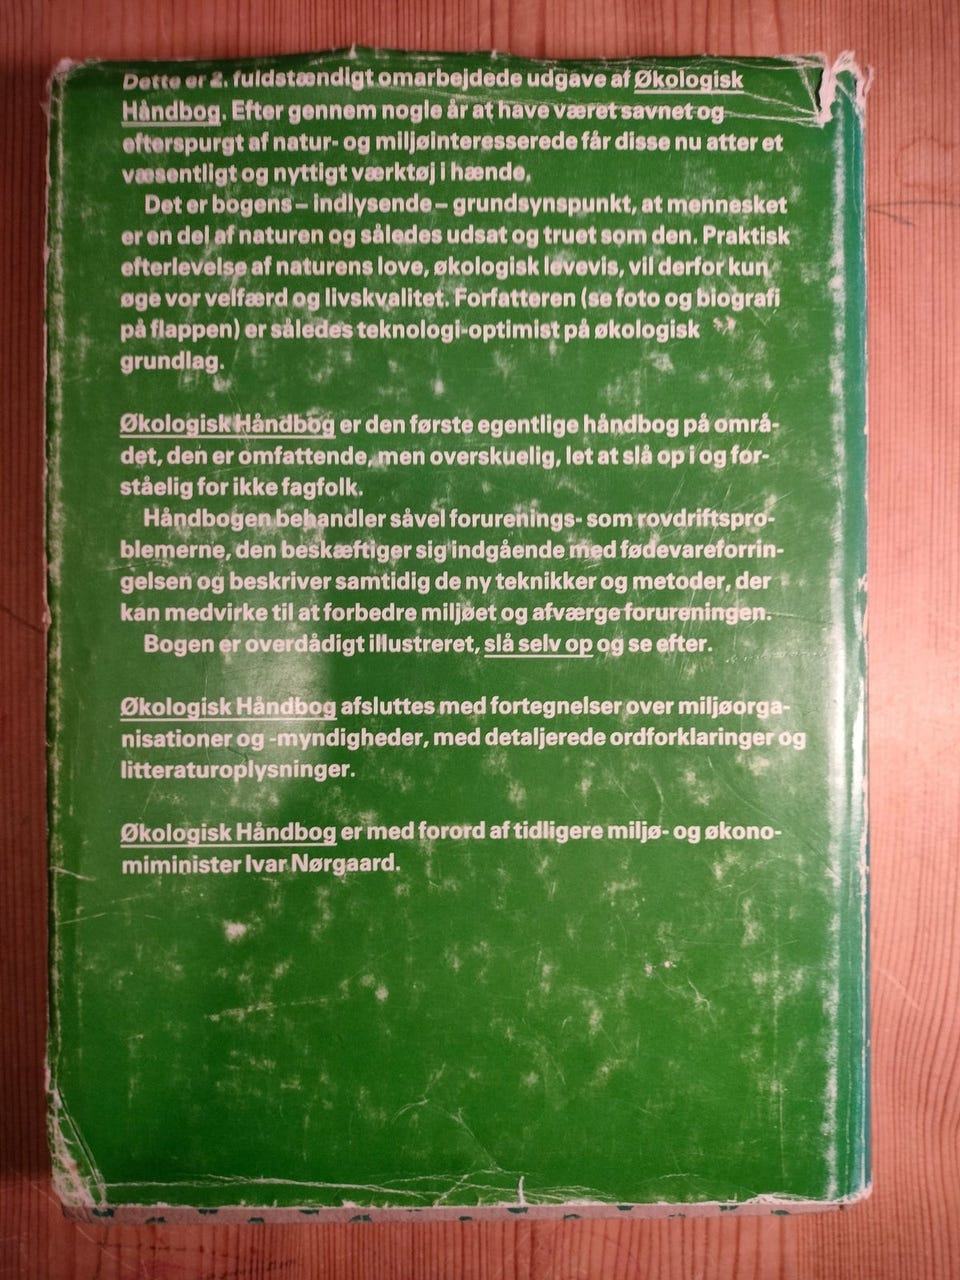 Dette er 2. fuldstændigt omarbejdede udgave af Økologisk
Håndbog. Efter gennem nogle år at have været savnet og
efterspurgt af natur- og miljøinteresserede får disse nu atter et
væsentligt og nyttigt værktøj i hænde.
Det er bogens – indlysende – grundsynspunkt, at mennesket
er en del af naturen og således udsat og truet som den. Praktisk
efterlevelse af naturens love, økologisk levevis, vil derfor kun
øge vor velfærd og livskvalitet. Forfatteren (se foto og biografi
på flappen) er således teknologi-optimist på økologisk
grundlag.
Økologisk Håndbog er den første egentlige håndbog på områ-
det, den er omfattende, men overskuelig, let at slå op i og for-
ståelig for ikke fagfolk.
Håndbogen behandler såvel forurenings- som rovdriftspro-
blemerne, den beskæftiger sig indgående med fødevareforrin-
gelsen og beskriver samtidig de ny teknikker og metoder, der
kan medvirke til at forbedre miljøet og afværge forureningen.
Bogen er overdådigt illustreret, slå selv op og se efter.
Økologisk Håndbog afsluttes med fortegnelser over miljøorga-
nisationer og -myndigheder, med detaljerede ordforklaringer og
litteraturoplysninger.
Økologisk Håndbog er med forord af tidligere miljø- og økono-
miminister Ivar Nørgaard.